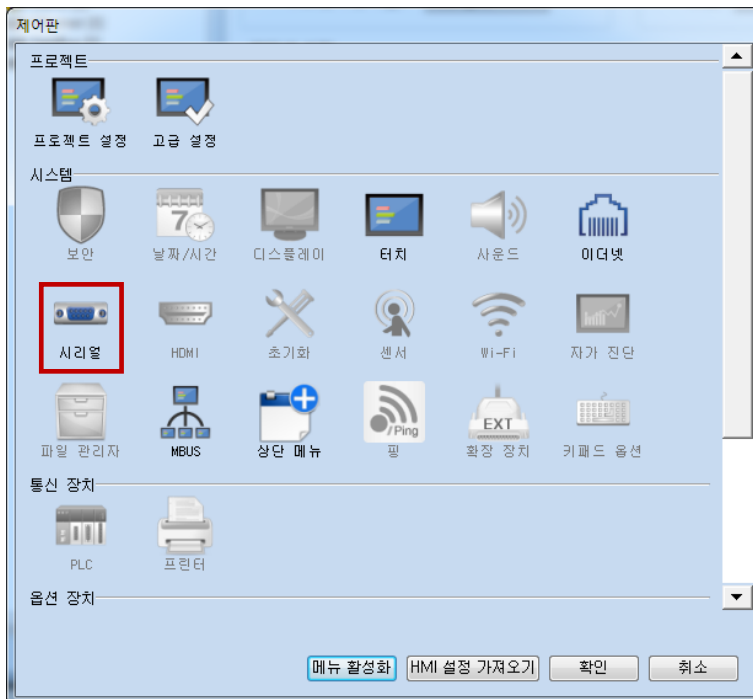 제어판
프로젝트
프로젝트 설정 고급 설정
시스템
7
보안 날짜/시간 디스플레이 터치 사운드 이더넷
시리얼 HDMI 초기화 센서 Wi-Fi 자가 진단
/Ping EXT
파일 관리자 MBUS 상단 메뉴 핑 확장 장치 키패드 옵션
통신 장치
PLC 프린터
옵션 장치
메뉴 활성화 HMI 설정 가져오기 확인 취소